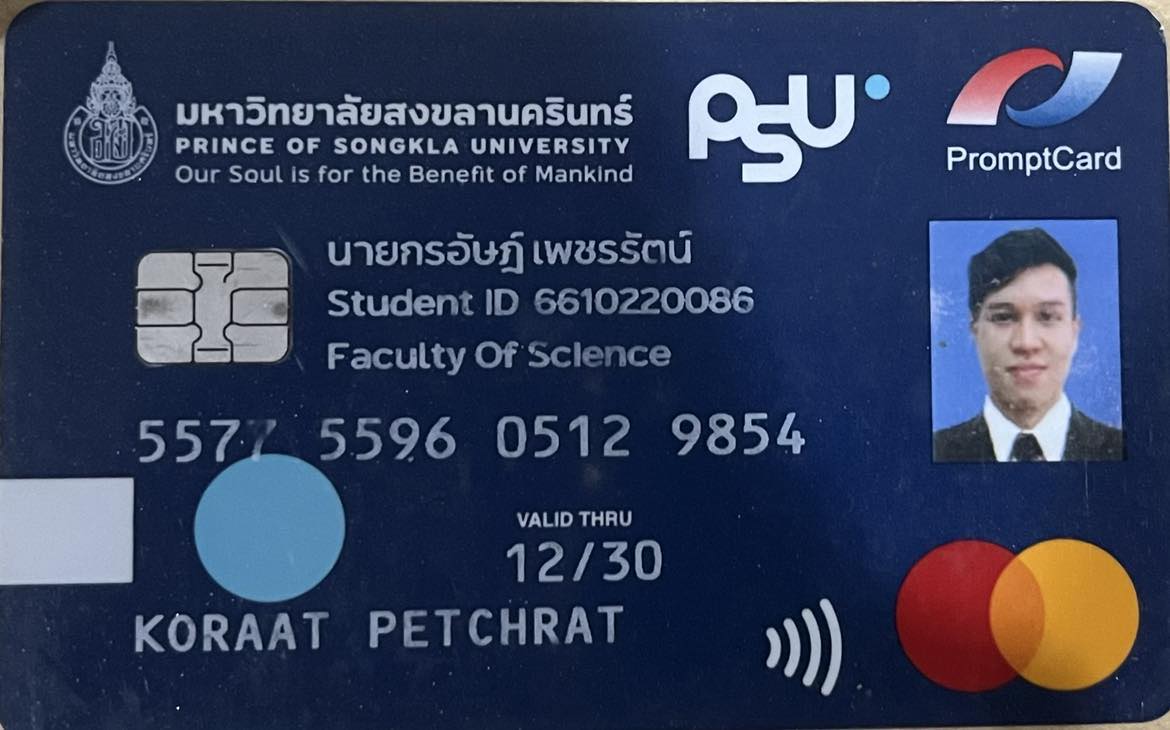 มหาวิทยาลัยสงขลานครินทร์
PRINCE OF SONGKLA UNIVERSITY
Our Soul is for the Benefit of Mankind
PSU
PromptCard
นายกรอัษฎ์ เพชรรัตน์
Student ID 6610220086
Faculty Of Science
5577 5596 0512 9854
VALID THRU
12/30
KORAAT PETCHRAT